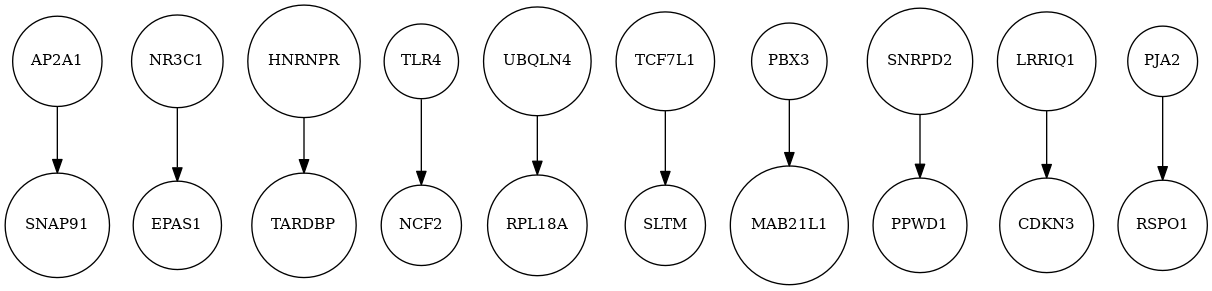 AP2A1 NR3C1 HNRNPR TLR4 UBQLN4 TCF7L1 PBX3 SNRPD2 LRRIQ1 PJA2
SNAP91 EPAS1 TARDBP NCF2 RPL18A SLTM MAB21L1 PPWD1 CDKN3 RSPO1